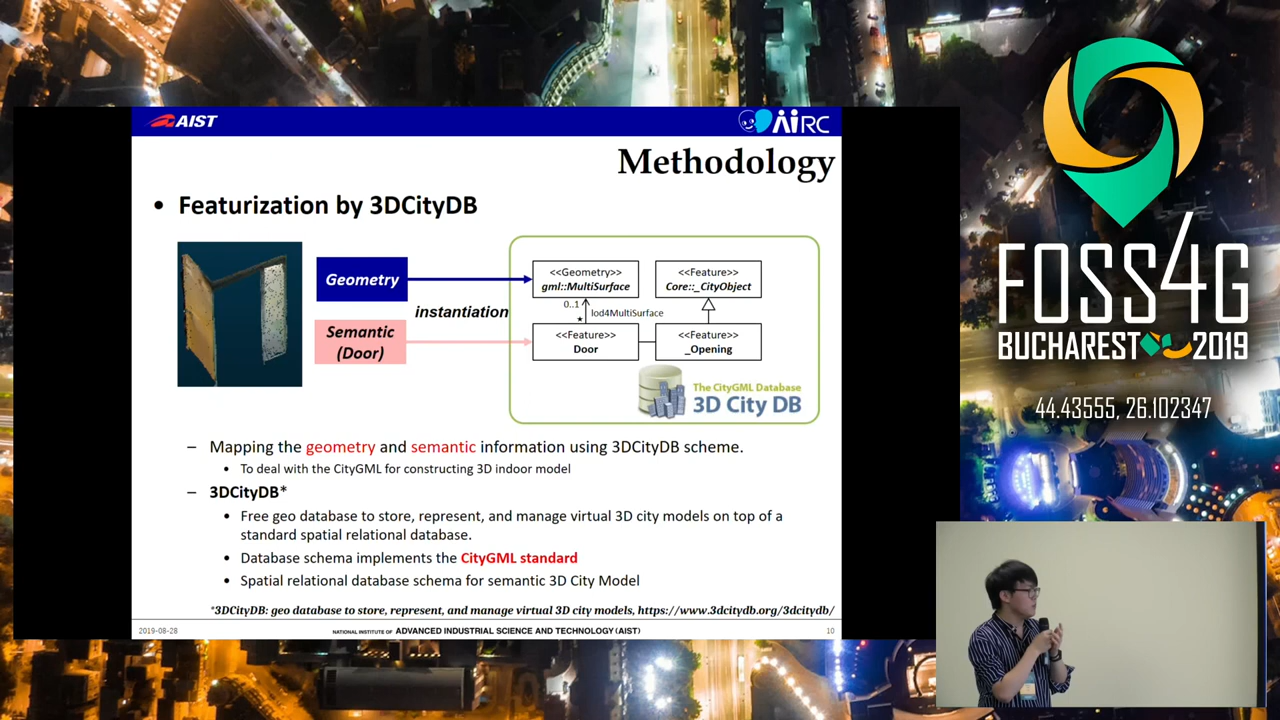 AIST
AiRC
Methodology
• Featurization by 3DCityDB
Geometry
instantiation
Semantic
(Door)
<<Geometry>>
gml::MultiSurface
<<Feature>>
Core::_CityObject
0..1
*
lod4MultiSurface
<<Feature>>
Door
<<Feature>>
_Opening
The CityGML Database
3D City DB
– Mapping the geometry and semantic information using 3DCityDB scheme.
• To deal with the CityGML for constructing 3D indoor model
– 3DCityDB*
• Free geo database to store, represent, and manage virtual 3D city models on top of a
standard spatial relational database.
• Database schema implements the CityGML standard
• Spatial relational database schema for semantic 3D City Model
*3DCityDB: geo database to store, represent, and manage virtual 3D city models, https://www.3dcitydb.org/3dcitydb/
2019-08-28
NATIONAL INSTITUTE OF ADVANCED INDUSTRIAL SCIENCE AND TECHNOLOGY (AIST)
10
FOSS4G
BUCHAREST 2019
44.43555, 26.102347